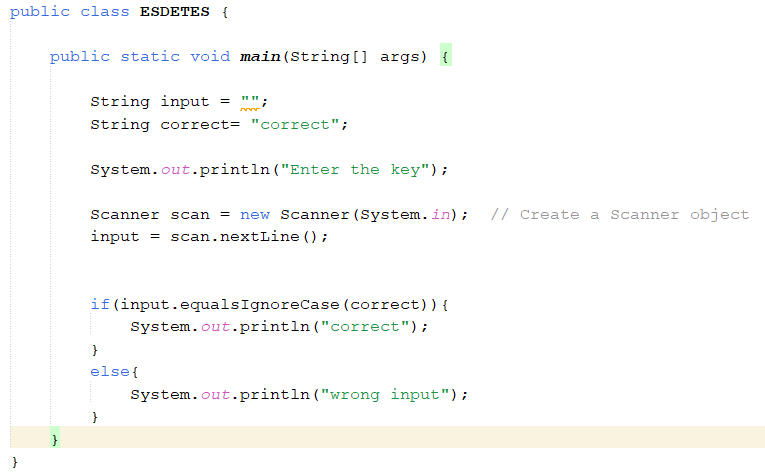 public class ESDETES {
public static void main(String[] args) {
String input = "";
String correct= "correct";
System.out.println("Enter the key");
Scanner scan = new Scanner(System.in);  // Create a Scanner object
input = scan.nextLine();
if(input.equalsIgnoreCase(correct)){
System.out.println("correct");
}
else{
System.out.println("wrong input");
}
}
}